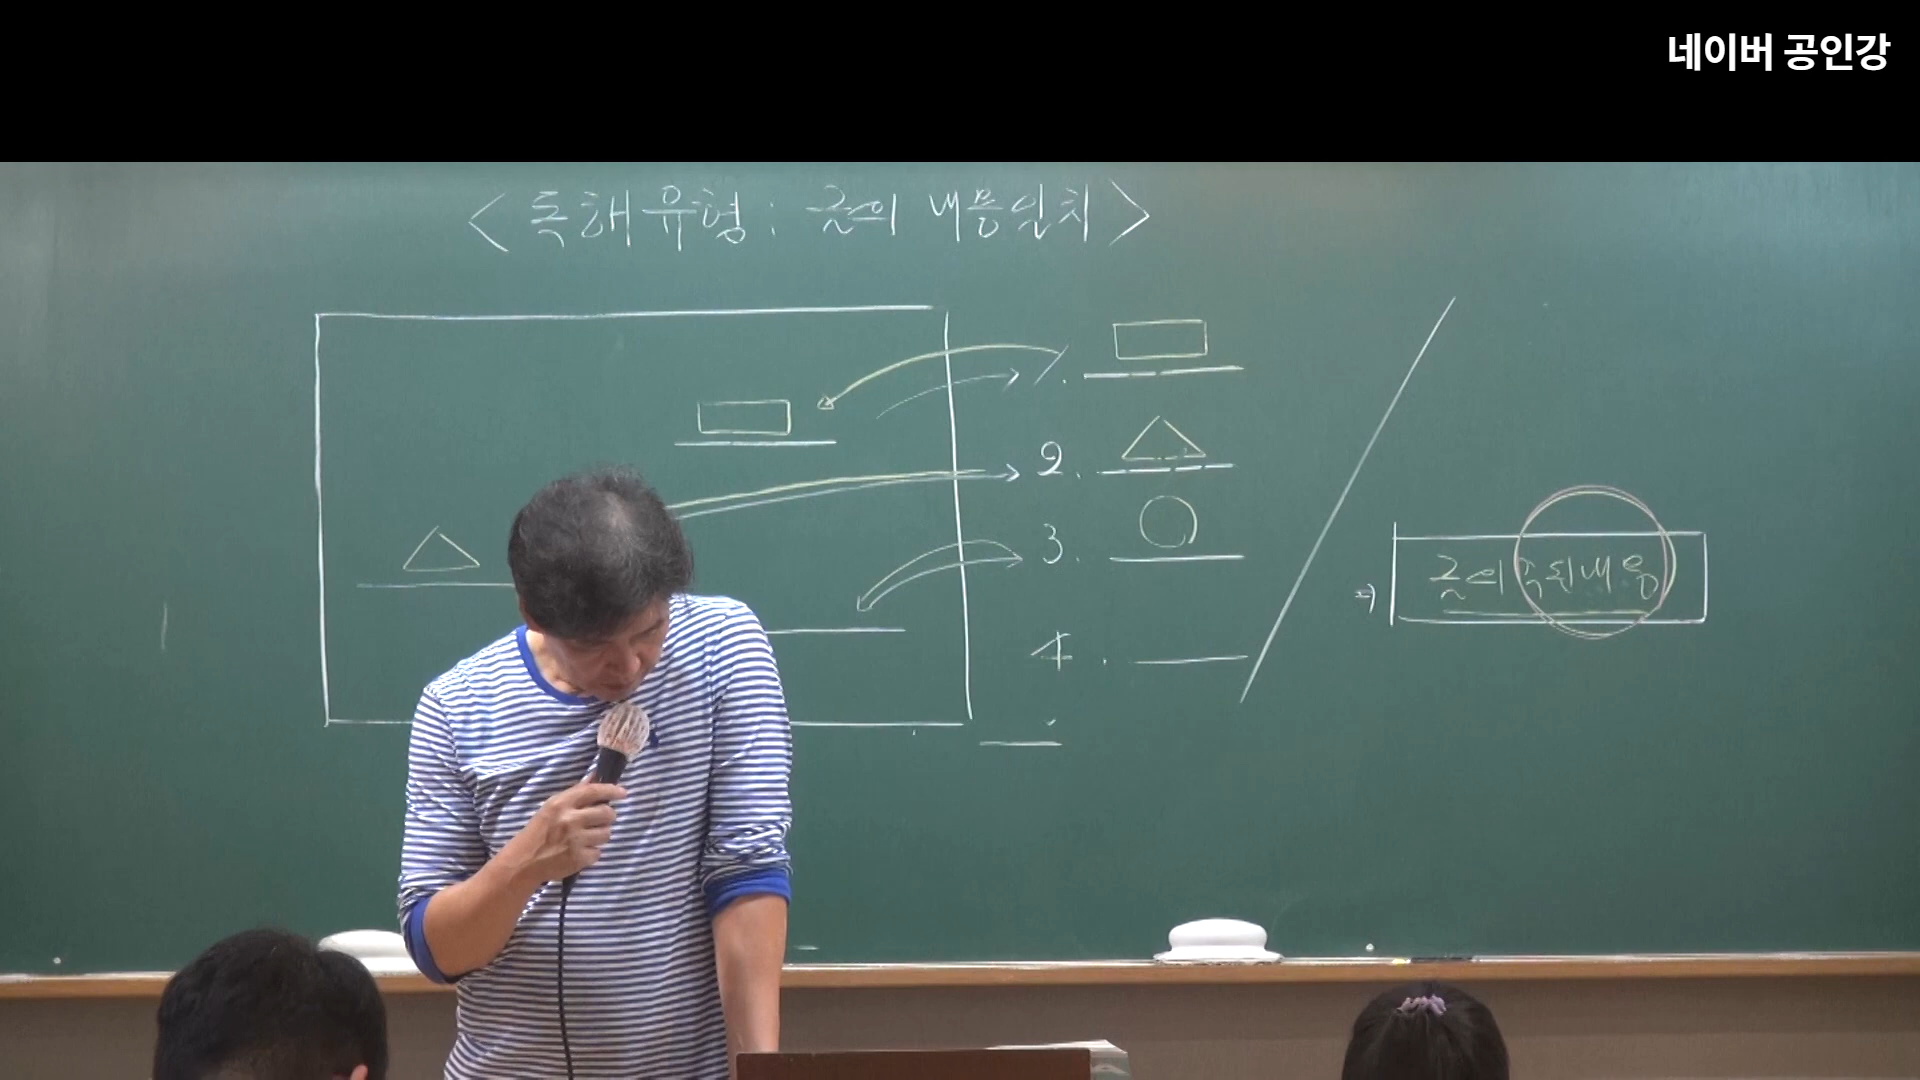 네이버 공인강
<독해유형 : 글의 내용일치>
1.
2.
3.
4.
⇒ 글의 주된내용